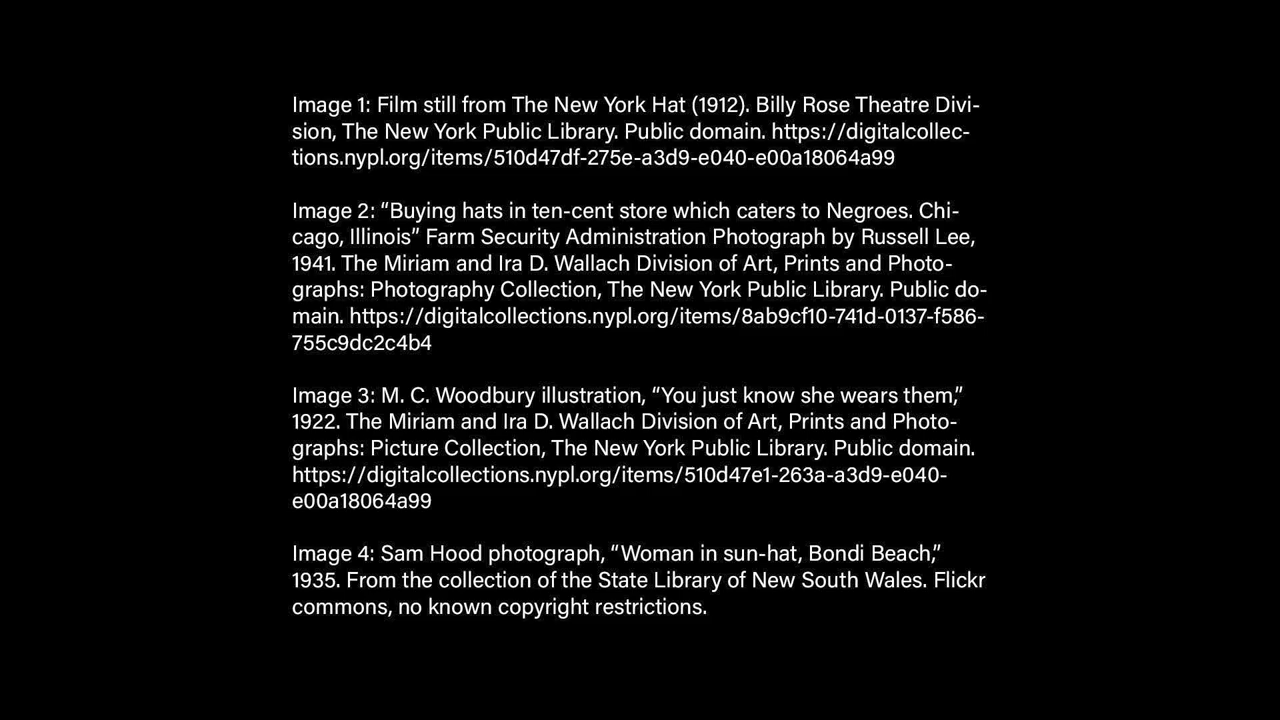 Image 1: Film still from The New York Hat (1912). Billy Rose Theatre Divi-
sion, The New York Public Library. Public domain. https://digitalcollec-
tions.nypl.org/items/510d47df-275e-a3d9-e040-e00a18064a99
Image 2: “Buying hats in ten-cent store which caters to Negroes. Chi-
cago, Illinois” Farm Security Administration Photograph by Russell Lee,
1941. The Miriam and Ira D. Wallach Division of Art, Prints and Photo-
graphs: Photography Collection, The New York Public Library. Public do-
main. https://digitalcollections.nypl.org/items/8ab9cf10-741d-0137-f586-
755c9dc2c4b4
Image 3: M. C. Woodbury illustration, “You just know she wears them,”
1922. The Miriam and Ira D. Wallach Division of Art, Prints and Photo-
graphs: Picture Collection, The New York Public Library. Public domain.
https://digitalcollections.nypl.org/items/510d47e1-263a-a3d9-e040-
e00a18064a99
Image 4: Sam Hood photograph, “Woman in sun-hat, Bondi Beach,”
1935. From the collection of the State Library of New South Wales. Flickr
commons, no known copyright restrictions.